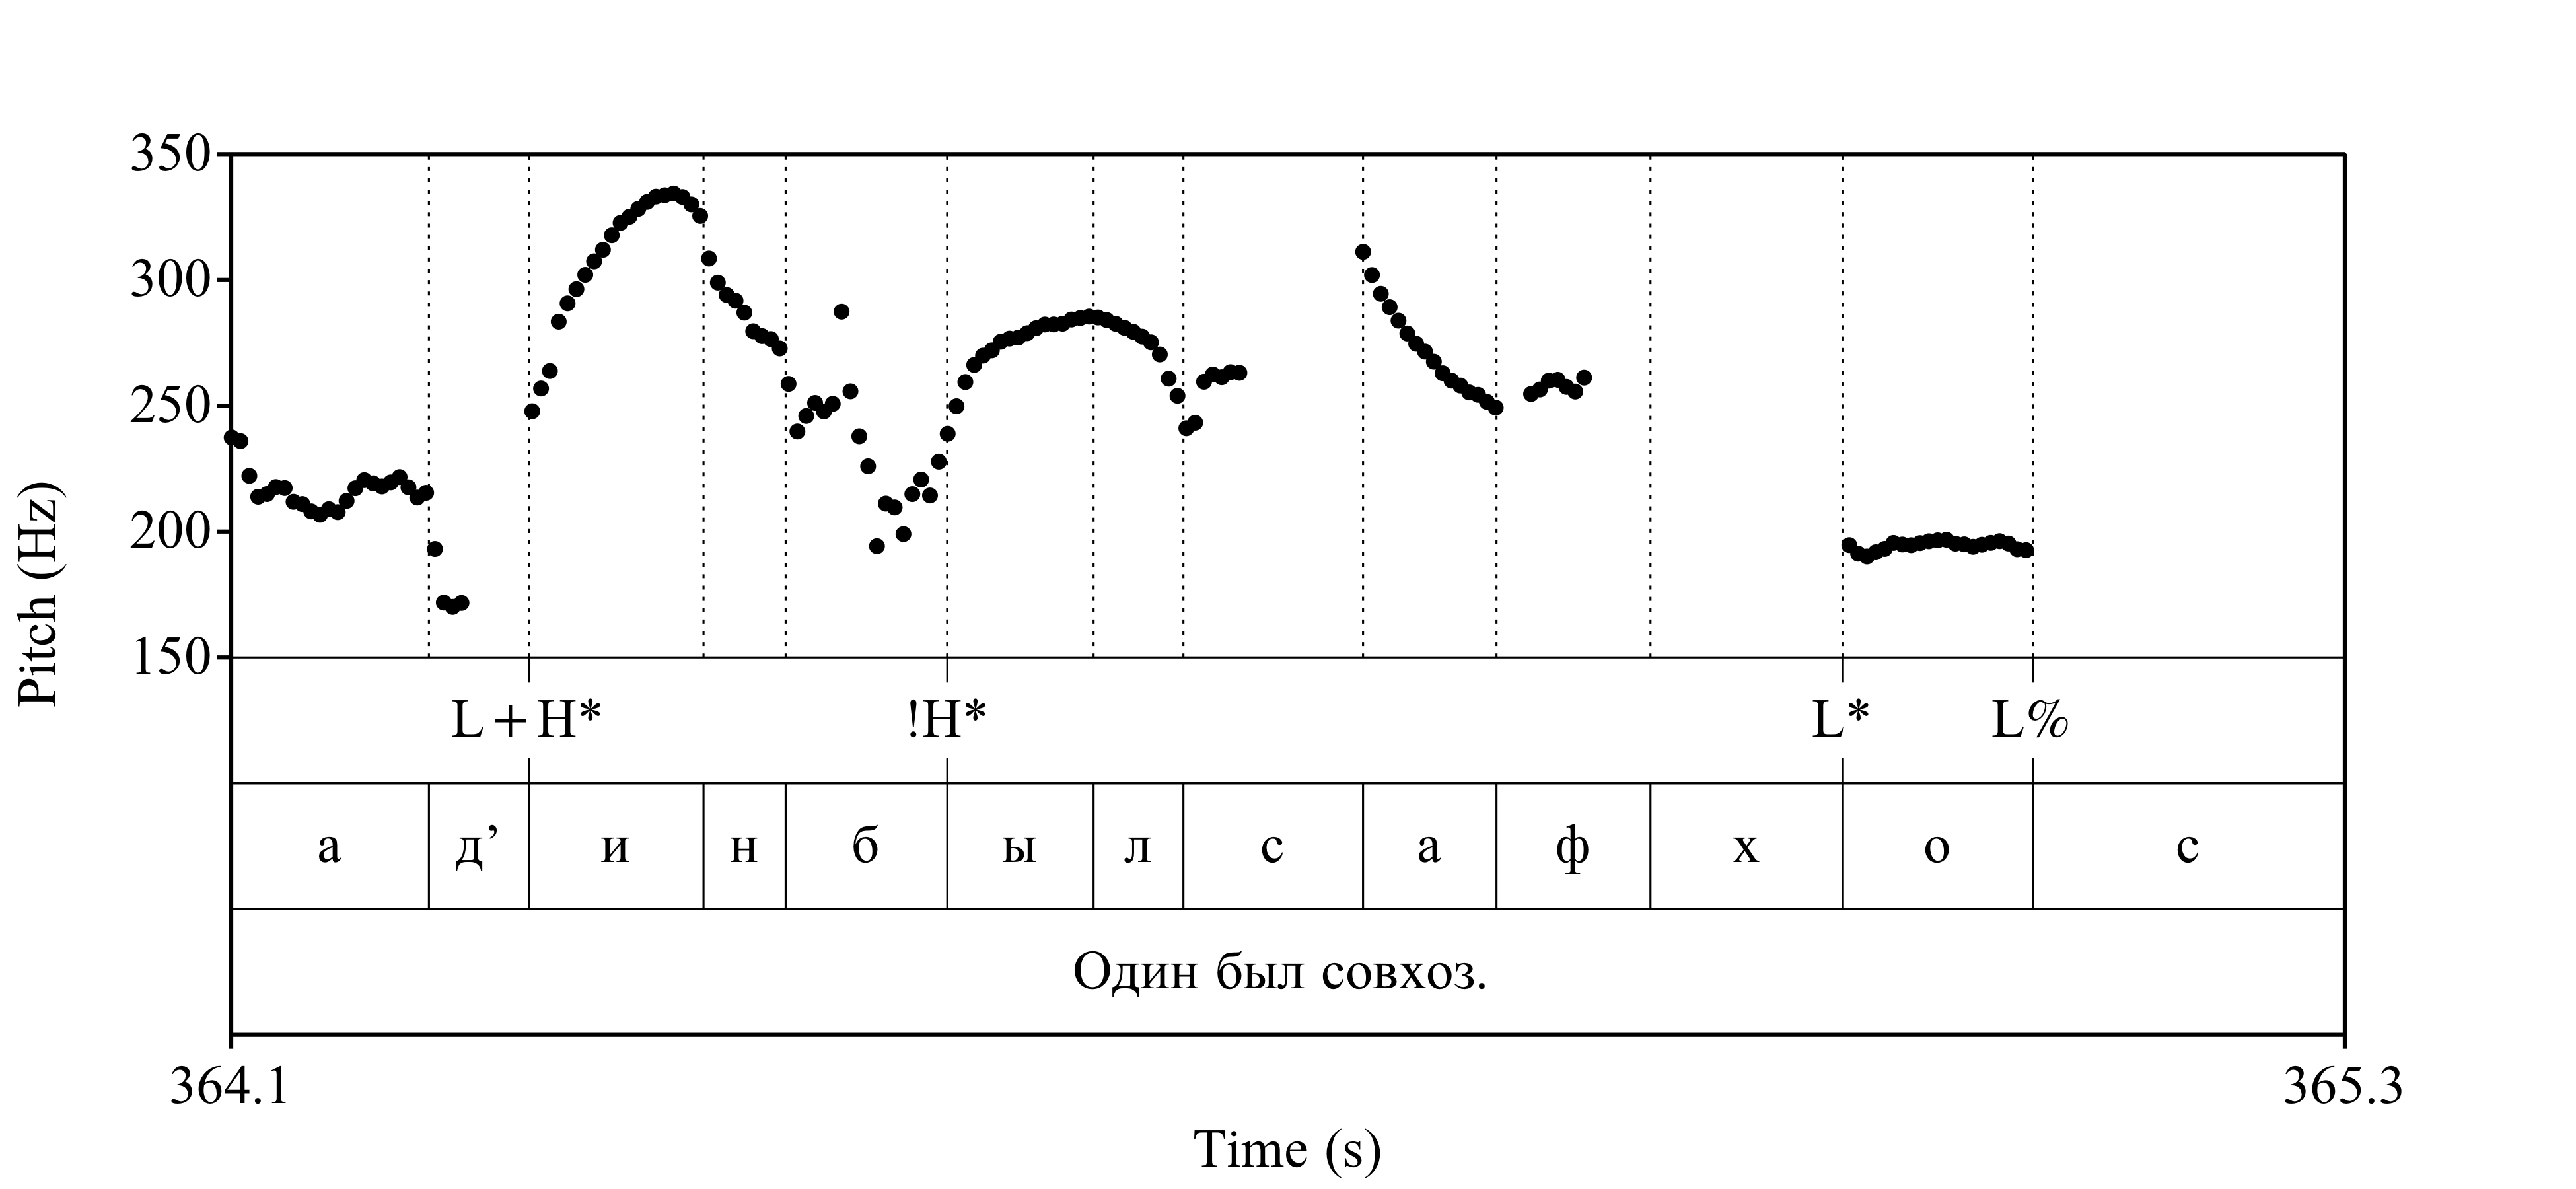 350
300
250
200
150
Pitch (Hz)
L+H* !H* L* L%
а д’ и н б ы л с а ф х о с
Один был совхоз.
364.1 365.3
Time (s)